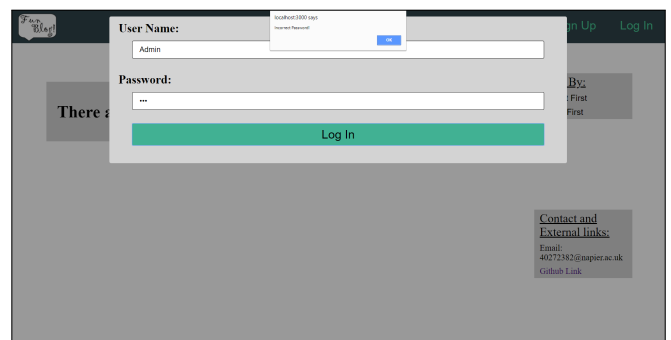 Fun
Blog!
User Name:
localhost:3000 says
Incorrect Password!
OK
gn Up
Log In
Admin
Password:
•••
Log In
There a
By:
First
First
Contact and
External links:
Email:
40272382@napier.ac.uk
Github Link